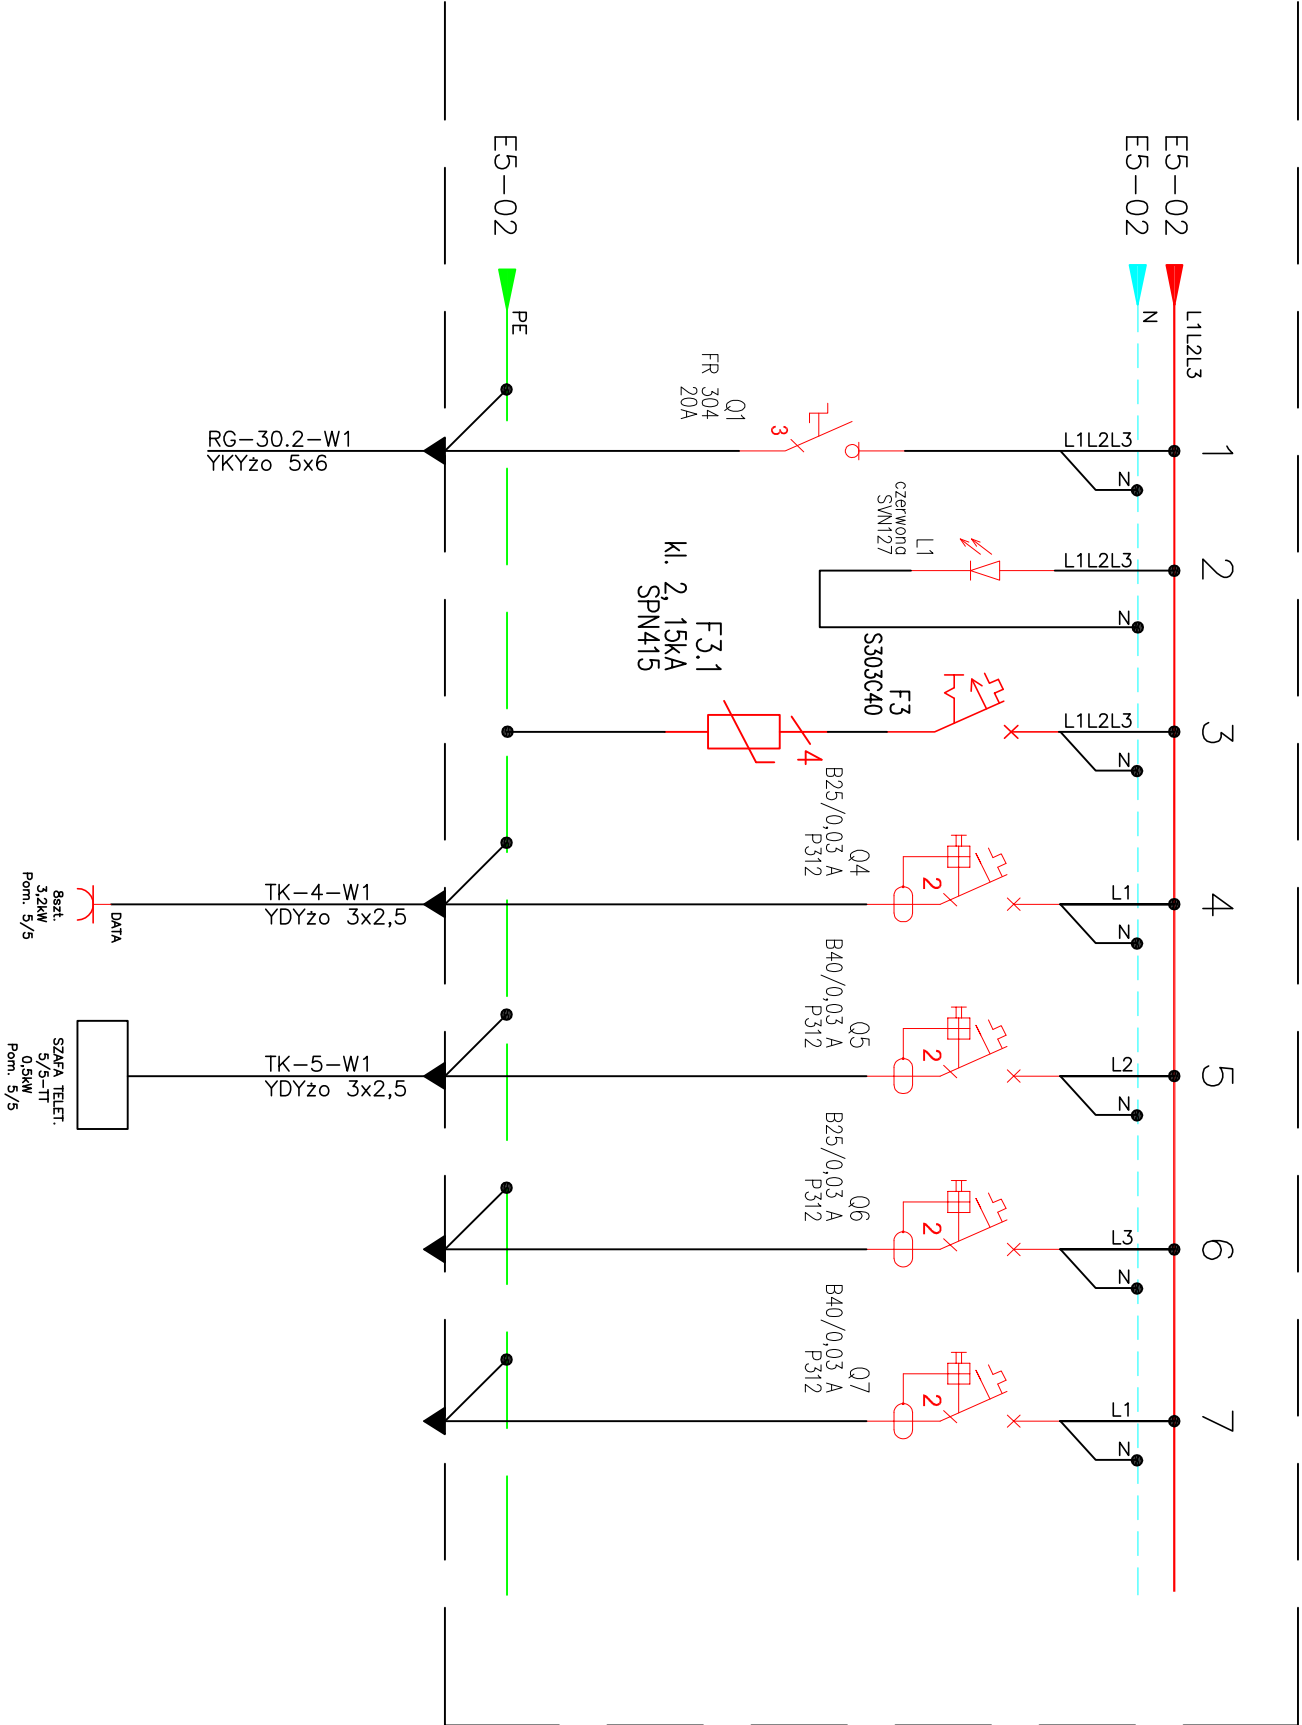 E5-02
E5-02
L1L2L3
N
E5-02
PE
1
L1L2L3
N
Q1
FR 304
20A
3
RG-30.2-W1
YKYżo 5x6
2
L1L2L3
N
L1
czerwona
SVN127
3
L1L2L3
N
F3
S303C40
4
F3.1
kl. 2, 15kA
SPN415
4
L1
N
Q4
B25/0,03 A
P312
2
TK-4-W1
YDYżo 3x2,5
DATA
8szt.
3,2kW
Pom. 5/5
5
L2
N
Q5
B40/0,03 A
P312
2
TK-5-W1
YDYżo 3x2,5
SZAFA TELET.
5/5-TT
0,5kW
Pom. 5/5
6
L3
N
Q6
B25/0,03 A
P312
2
7
L1
N
Q7
B40/0,03 A
P312
2